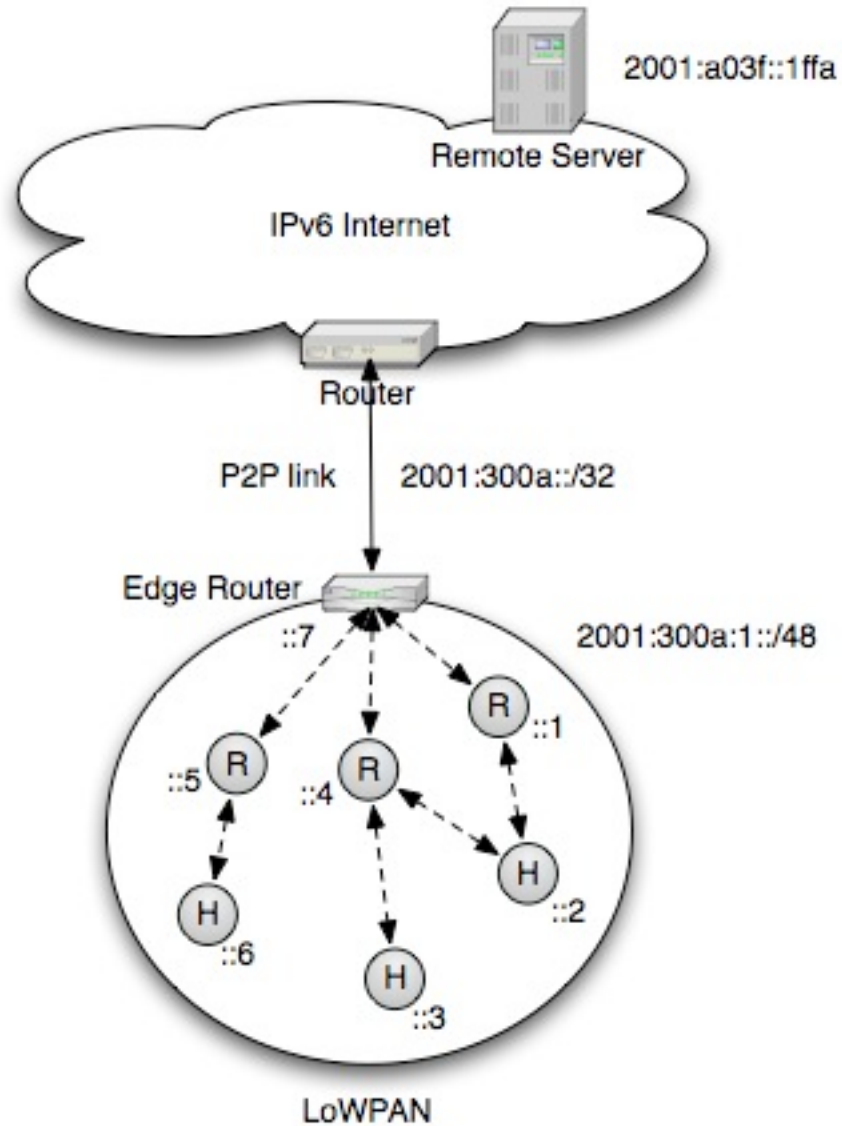 2001:a03f::1ffa
Remote Server
IPv6 Internet
Router
P2P link
2001:300a::/32
Edge Router
::7
2001:300a:1::/48
R
::1
R
::5
R
::4
H
::2
H
::6
H
::3
LoWPAN